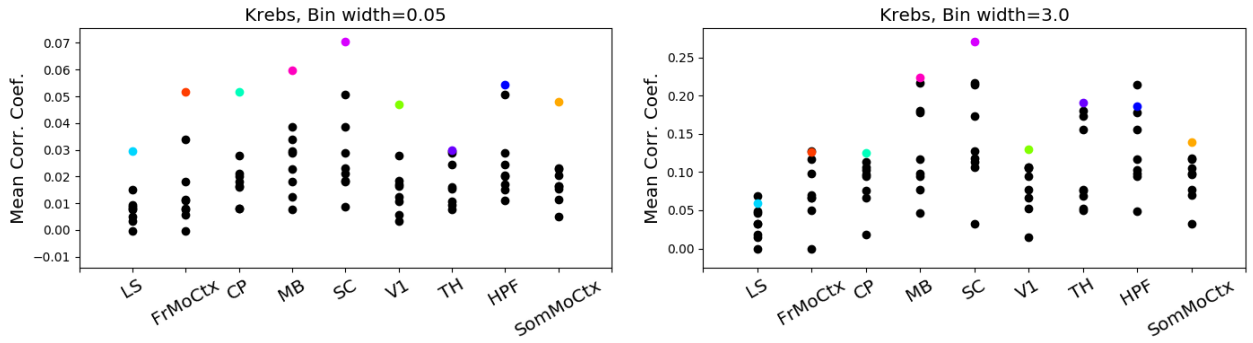 Krebs, Bin width=0.05
Mean Corr. Coef.
0.07
0.06
0.05
0.04
0.03
0.02
0.01
0.00
−0.01
LS
FrMoCtx
CP
MB
SC
V1
TH
HPF
SomMoCtx
Krebs, Bin width=3.0
Mean Corr. Coef.
0.25
0.20
0.15
0.10
0.05
0.00
LS
FrMoCtx
CP
MB
SC
V1
TH
HPF
SomMoCtx